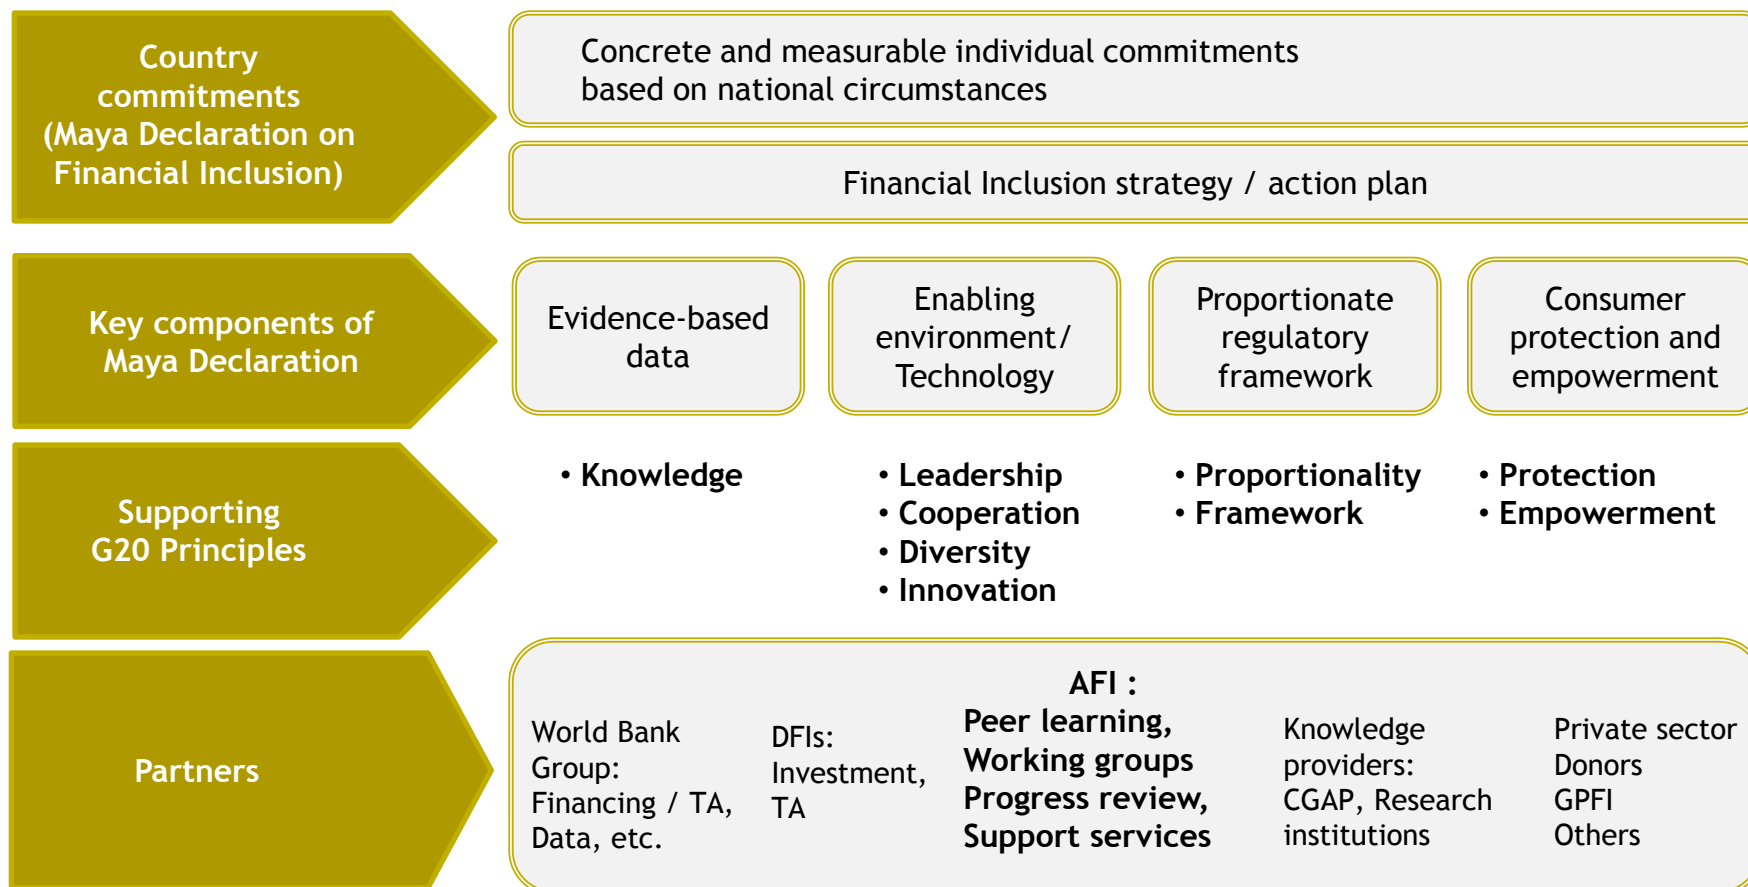 Country
commitments
(Maya Declaration on
Financial Inclusion)
Concrete and measurable individual commitments
based on national circumstances
Financial Inclusion strategy / action plan
Key components of
Maya Declaration
Evidence-based
data
Enabling
environment/
Technology
Proportionate
regulatory
framework
Consumer
protection and
empowerment
Supporting
G20 Principles
• Knowledge
• Leadership
• Cooperation
• Diversity
• Innovation
• Proportionality
• Framework
• Protection
• Empowerment
Partners
World Bank
Group:
Financing / TA,
Data, etc.
DFIs:
Investment,
TA
AFI :
Peer learning,
Working groups
Progress review,
Support services
Knowledge
providers:
CGAP, Research
institutions
Private sector
Donors
GPFI
Others